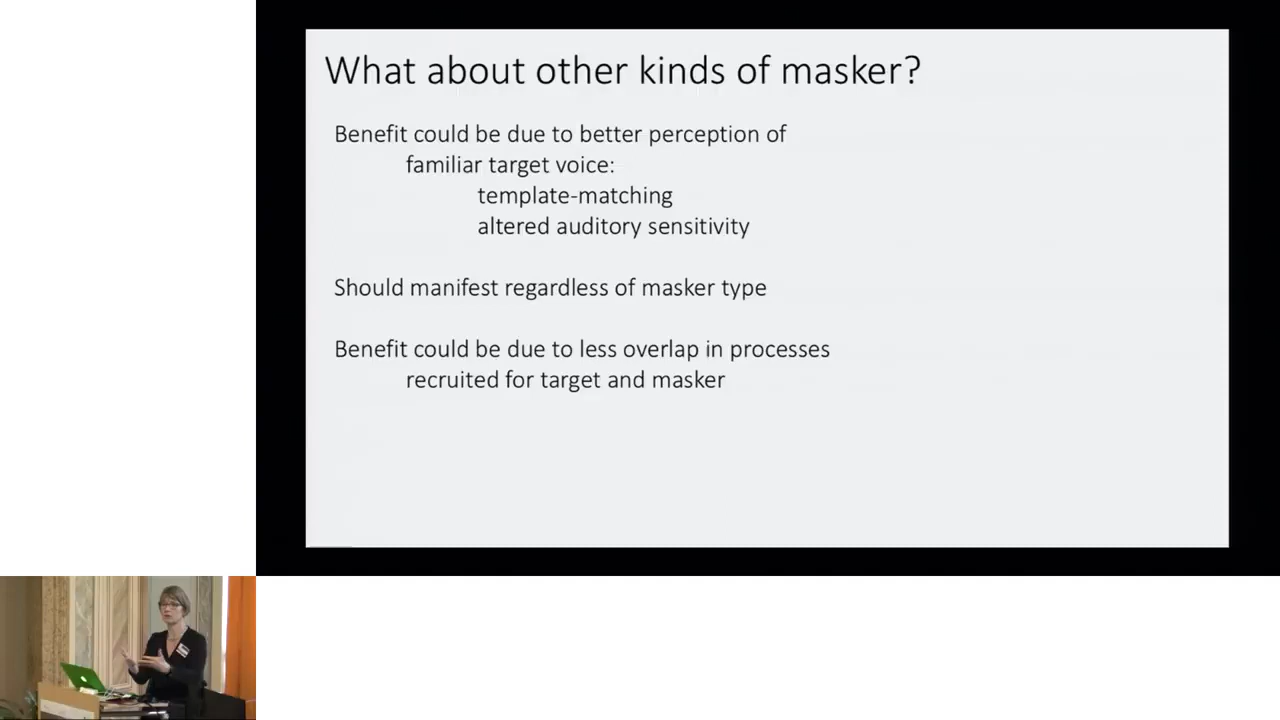 What about other kinds of masker?
Benefit could be due to better perception of
familiar target voice:
template-matching
altered auditory sensitivity
Should manifest regardless of masker type
Benefit could be due to less overlap in processes
recruited for target and masker